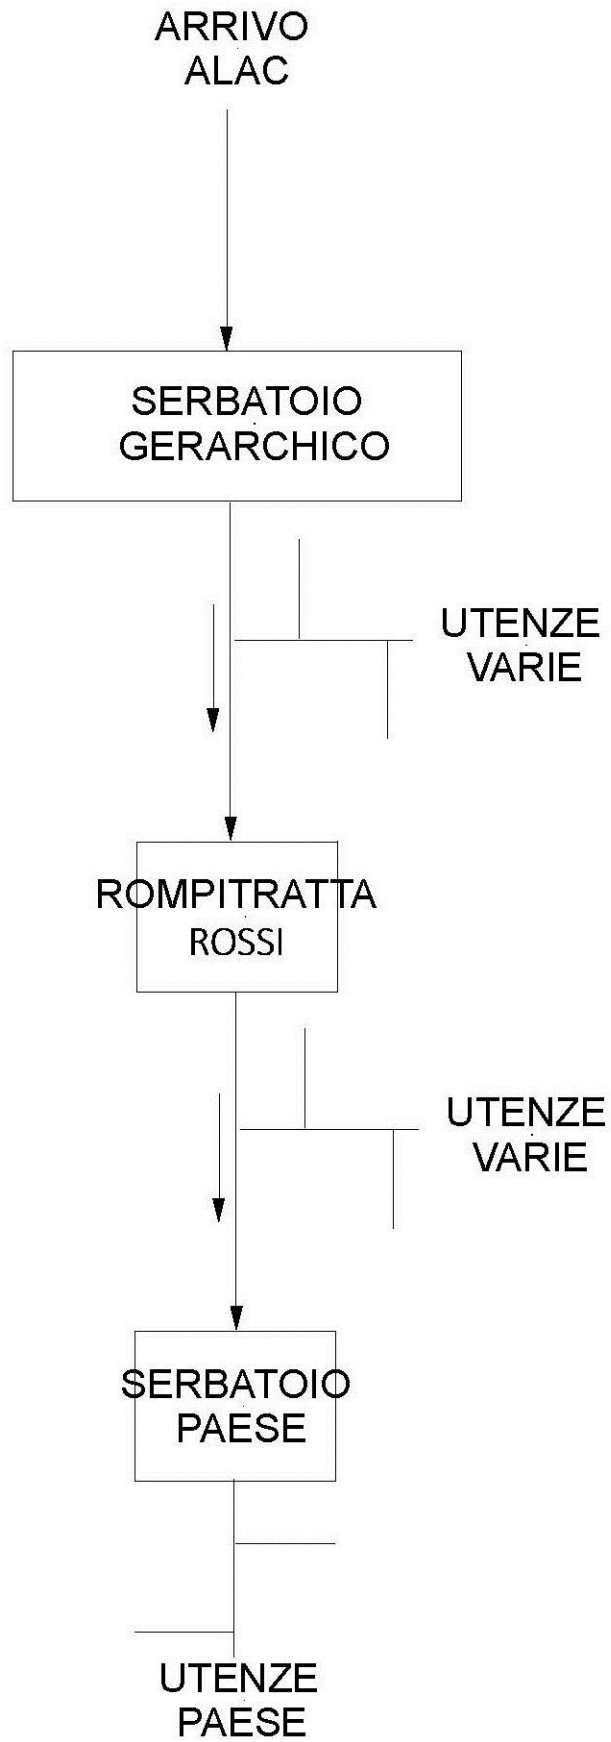 ARRIVO
ALAC
SERBATOIO
GERARCHICO
UTENZE
VARIE
ROMPITRATTA
ROSSI
UTENZE
VARIE
SERBATOIO
PAESE
UTENZE
PAESE